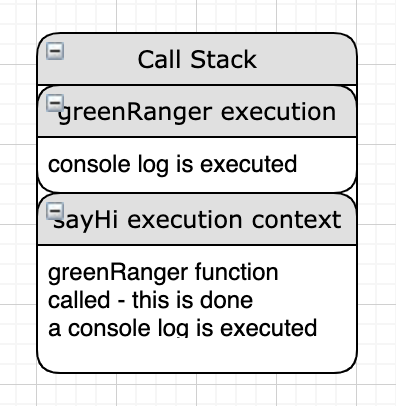 Call Stack
greenRanger execution
console log is executed
sayHi execution context
greenRanger function
called - this is done
a console log is executed